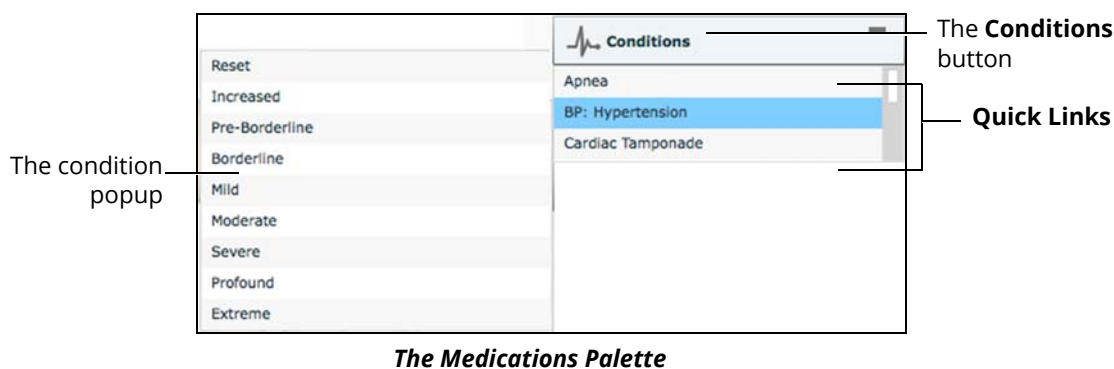 The condition
popup
Reset
Increased
Pre-Borderline
Borderline
Mild
Moderate
Severe
Profound
Extreme
Conditions
Apnea
BP: Hypertension
Cardiac Tamponade
The Conditions
button
Quick Links
The Medications Palette